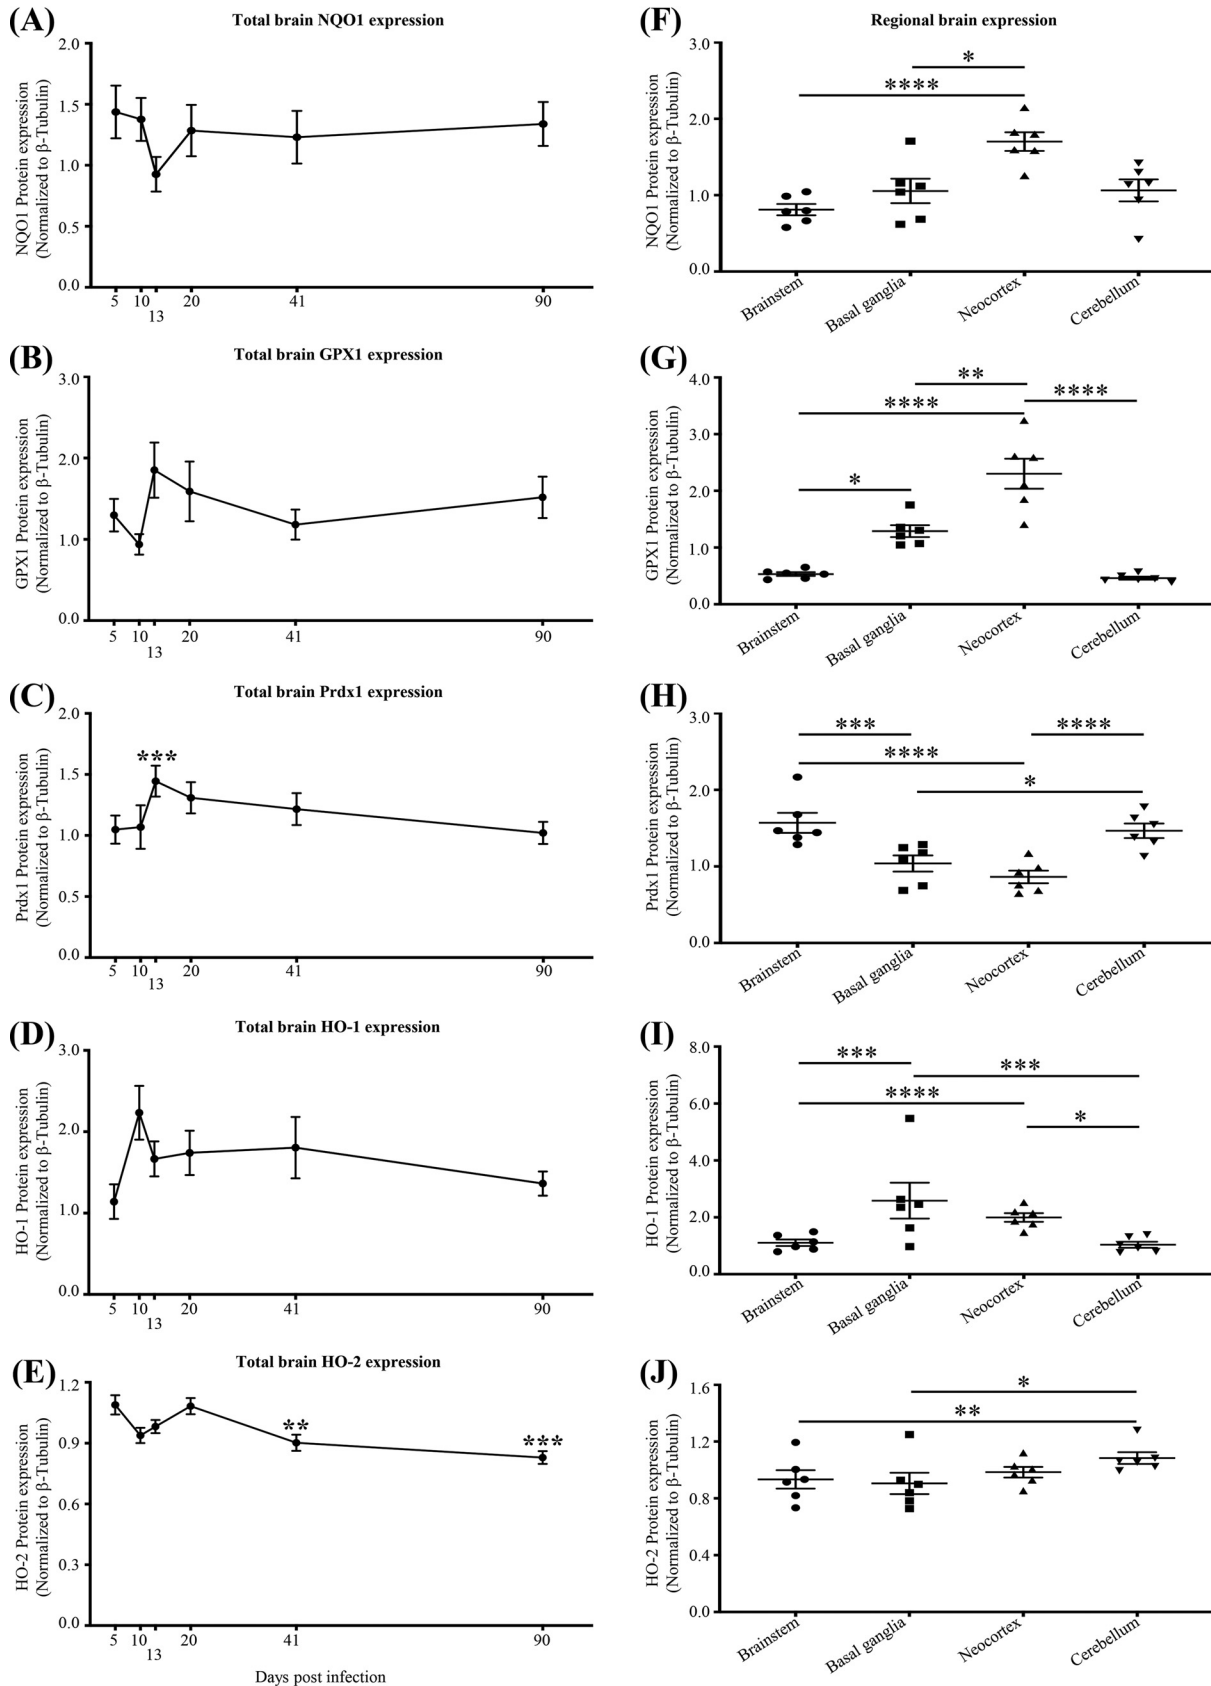 (A)
Total brain NQO1 expression
NQO1 Protein expression
(Normalized to β-Tubulin)
2.0
1.5
1.0
0.5
0.0
5 10 20 41 90
13
(F)
Regional brain expression
NQO1 Protein expression
(Normalized to β-Tubulin)
3.0
2.0
1.0
0.0
*
****
Brainstem
Basal ganglia
Neocortex
Cerebellum
(B)
Total brain GPX1 expression
GPX1 Protein expression
(Normalized to β-Tubulin)
3.0
2.0
1.0
0.0
5 10 20 41 90
13
(G)
GPX1 Protein expression
(Normalized to β-Tubulin)
4.0
3.0
2.0
1.0
0.0
**
****
****
*
Brainstem
Basal ganglia
Neocortex
Cerebellum
(C)
Total brain Prdx1 expression
Prdx1 Protein expression
(Normalized to β-Tubulin)
2.0
1.5
1.0
0.5
0.0
***
5 10 20 41 90
13
(H)
Prdx1 Protein expression
(Normalized to β-Tubulin)
3.0
2.0
1.0
0.0
***
****
****
*
Brainstem
Basal ganglia
Neocortex
Cerebellum
(D)
Total brain HO-1 expression
HO-1 Protein expression
(Normalized to β-Tubulin)
3.0
2.0
1.0
0.0
5 10 20 41 90
13
(I)
HO-1 Protein expression
(Normalized to β-Tubulin)
8.0
6.0
4.0
2.0
0.0
***
***
****
*
Brainstem
Basal ganglia
Neocortex
Cerebellum
(E)
Total brain HO-2 expression
HO-2 Protein expression
(Normalized to β-Tubulin)
1.2
0.9
0.6
0.3
0.0
**
***
5 10 20 41 90
13
Days post infection
(J)
HO-2 Protein expression
(Normalized to β-Tubulin)
1.6
1.2
0.8
0.4
0.0
*
**
Brainstem
Basal ganglia
Neocortex
Cerebellum